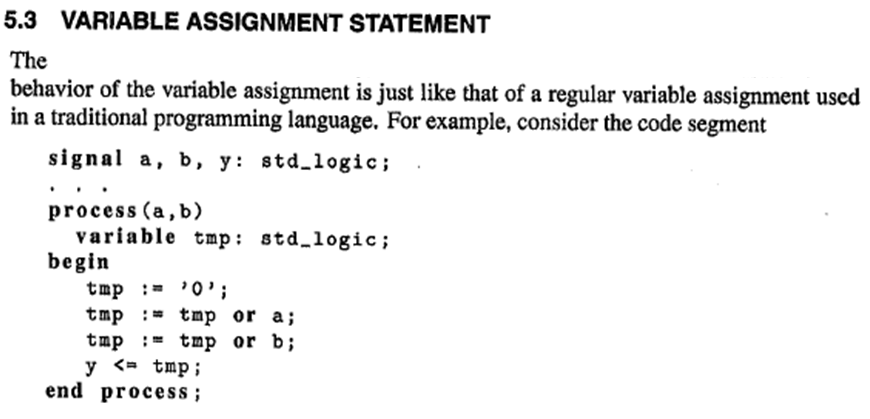 5.3 VARIABLE ASSIGNMENT STATEMENT
The
behavior of the variable assignment is just like that of a regular variable assignment used
in a traditional programming language. For example, consider the code segment
signal a, b, y: std_logic;
. . .
process(a,b)
variable tmp: std_logic;
begin
tmp := '0';
tmp := tmp or a;
tmp := tmp or b;
y <= tmp;
end process;